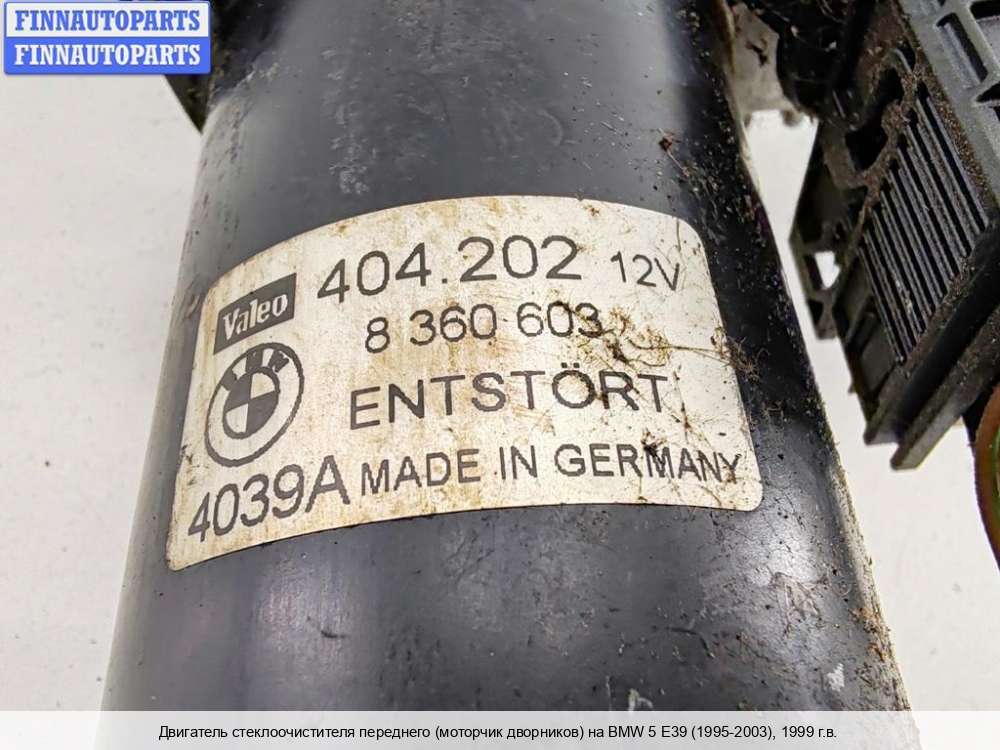 FINNAUTOPARTS
FINNAUTOPARTS
Valeo 404.202 12V
8 360 603
BMW
ENTSTÖRT
4039A MADE IN GERMANY
Двигатель стеклоочистителя переднего (моторчик дворников) на BMW 5 E39 (1995-2003), 1999 г.в.